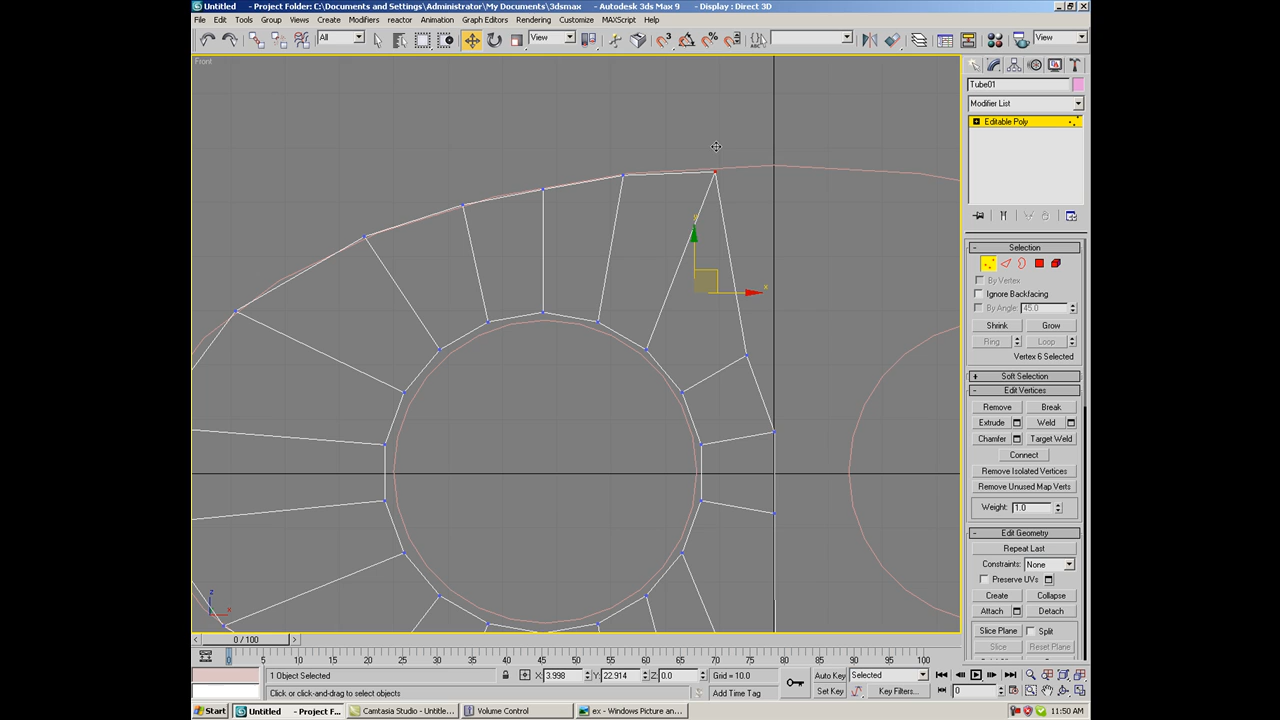 Untitled - Project Folder: C:\Documents and Settings\Administrator\My Documents\3dsmax - Autodesk 3ds Max 9 - Display : Direct 3D
File Edit Tools Group Views Create Modifiers reactor Animation Graph Editors Rendering Customize MAXScript Help
All View View
Front
Tube01
Modifier List
Editable Poly
- Selection
By Vertex
Ignore Backfacing
By Angle: 45.0
Shrink Grow
Ring Loop
Vertex 6 Selected
+ Soft Selection
- Edit Vertices
Remove Break
Extrude Weld
Chamfer Target Weld
Connect
Remove Isolated Vertices
Remove Unused Map Verts
Weight: 1.0
- Edit Geometry
Repeat Last
Constraints: None
Preserve UVs
Create Collapse
Attach Detach
Slice Plane Split
Slice Reset Plane
y
x
z
x
0 / 100
0 5 10 15 20 25 30 35 40 45 50 55 60 65 70 75 80 85 90 95 100
1 Object Selected X: 3.998 Y: 22.914 Z: 0.0 Grid = 10.0 Auto Key Selected
Click or click-and-drag to select objects Add Time Tag Set Key Key Filters... 0
Start Untitled - Project F... Camtasia Studio - Untitle... Volume Control ex - Windows Picture an... 11:50 AM